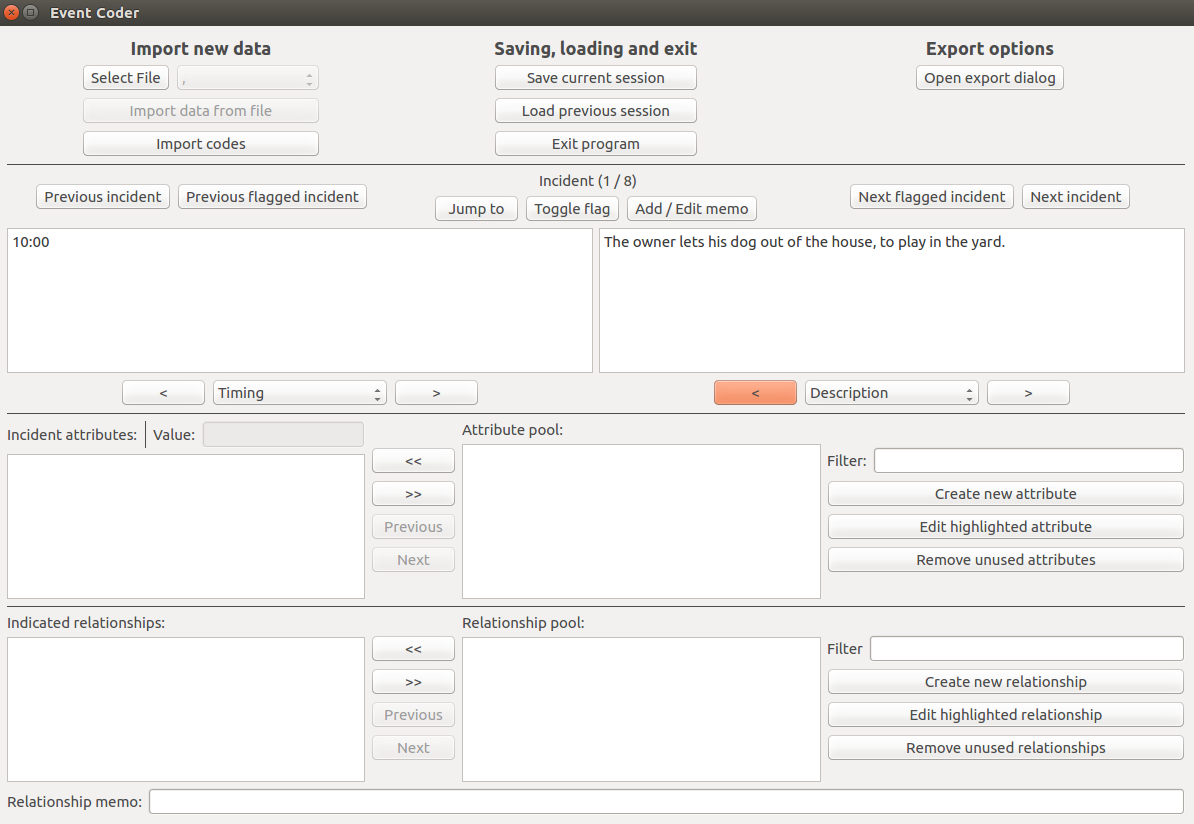 Event Coder
Import new data
Saving, loading and exit
Export options
Select File
,
Save current session
Open export dialog
Import data from file
Load previous session
Import codes
Exit program
Incident (1 / 8)
Previous incident
Previous flagged incident
Jump to
Toggle flag
Add / Edit memo
Next flagged incident
Next incident
10:00
The owner lets his dog out of the house, to play in the yard.
<
Timing
>
<
Description
>
Incident attributes:
Value:
Attribute pool:
<<
>>
Previous
Next
Filter:
Create new attribute
Edit highlighted attribute
Remove unused attributes
Indicated relationships:
Relationship pool:
<<
>>
Previous
Next
Filter
Create new relationship
Edit highlighted relationship
Remove unused relationships
Relationship memo: